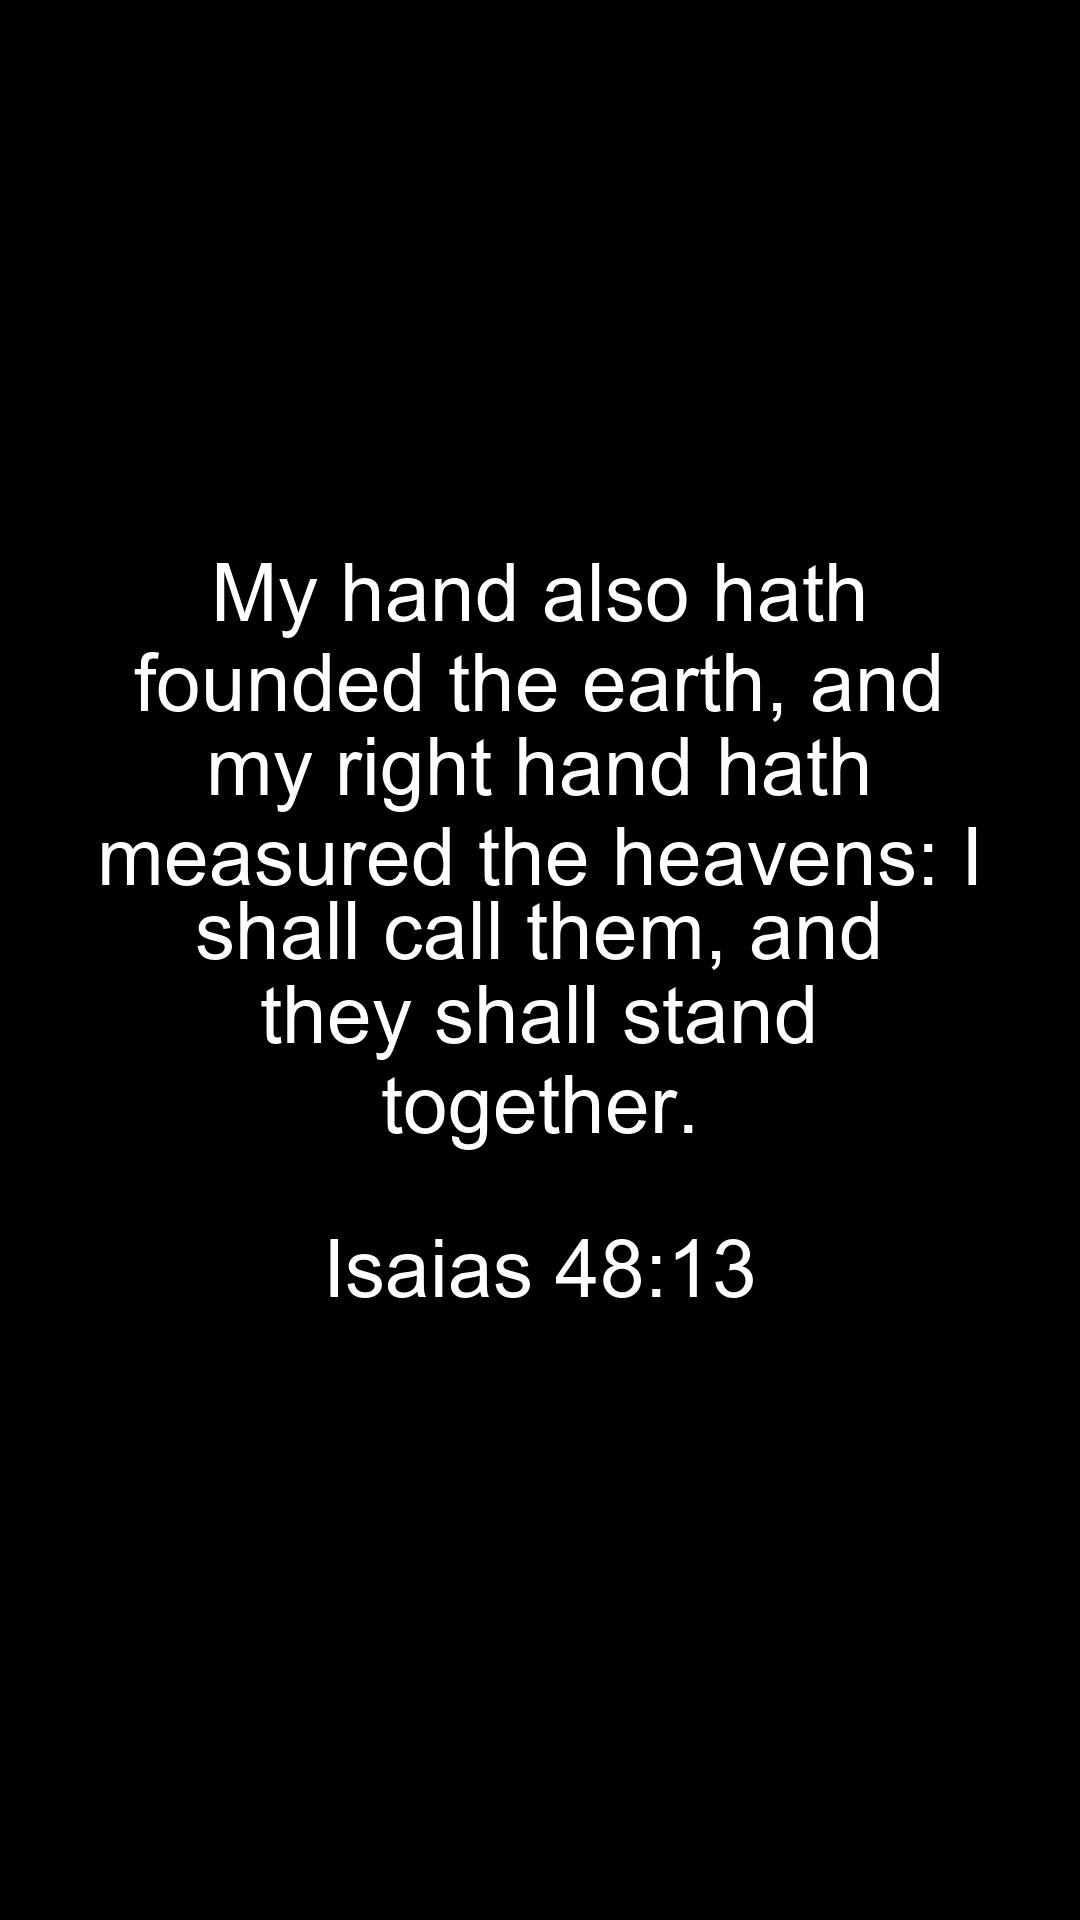 My hand also hath
founded the earth, and
my right hand hath
measured the heavens: I
shall call them, and
they shall stand
together.
Isaias 48:13